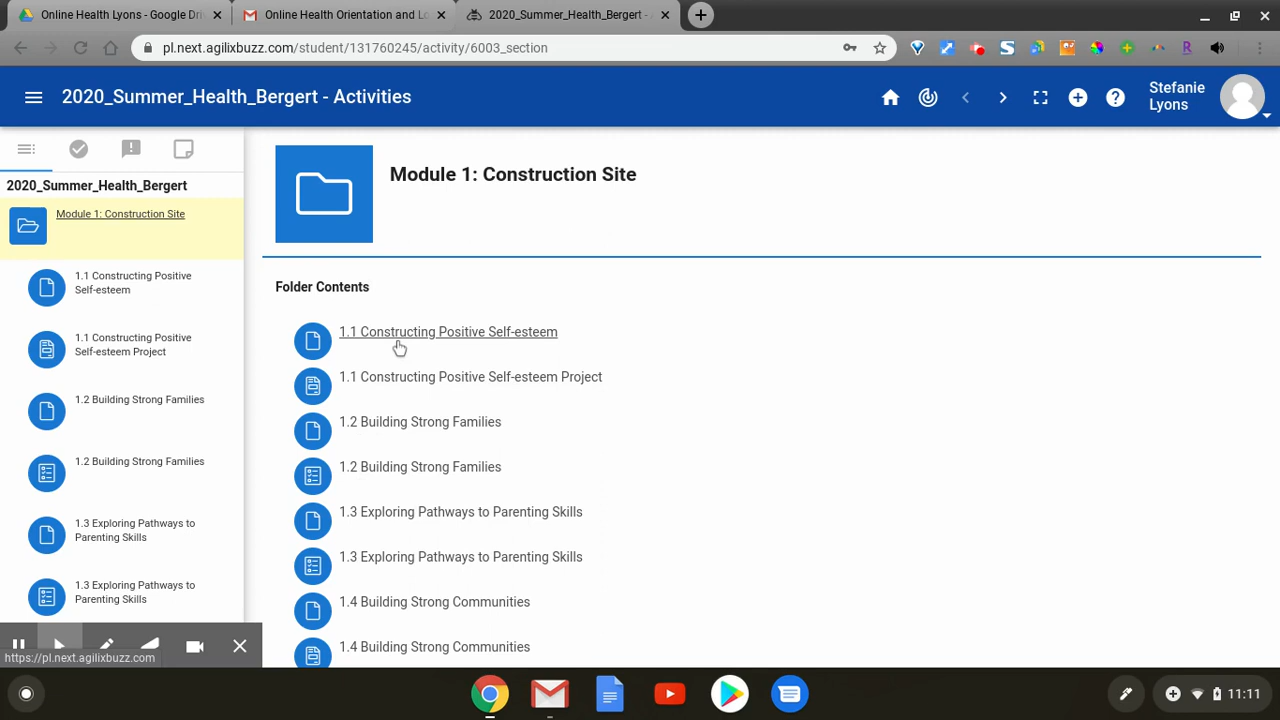 Online Health Lyons - Google Dri
Online Health Orientation and Lo
2020_Summer_Health_Bergert -
pl.next.agilixbuzz.com/student/131760245/activity/6003_section
2020_Summer_Health_Bergert - Activities
Stefanie
Lyons
2020_Summer_Health_Bergert
Module 1: Construction Site
1.1 Constructing Positive
Self-esteem
1.1 Constructing Positive
Self-esteem Project
1.2 Building Strong Families
1.2 Building Strong Families
1.3 Exploring Pathways to
Parenting Skills
1.3 Exploring Pathways to
Parenting Skills
https://pl.next.agilixbuzz.com
Module 1: Construction Site
Folder Contents
1.1 Constructing Positive Self-esteem
1.1 Constructing Positive Self-esteem Project
1.2 Building Strong Families
1.2 Building Strong Families
1.3 Exploring Pathways to Parenting Skills
1.3 Exploring Pathways to Parenting Skills
1.4 Building Strong Communities
1.4 Building Strong Communities
11:11